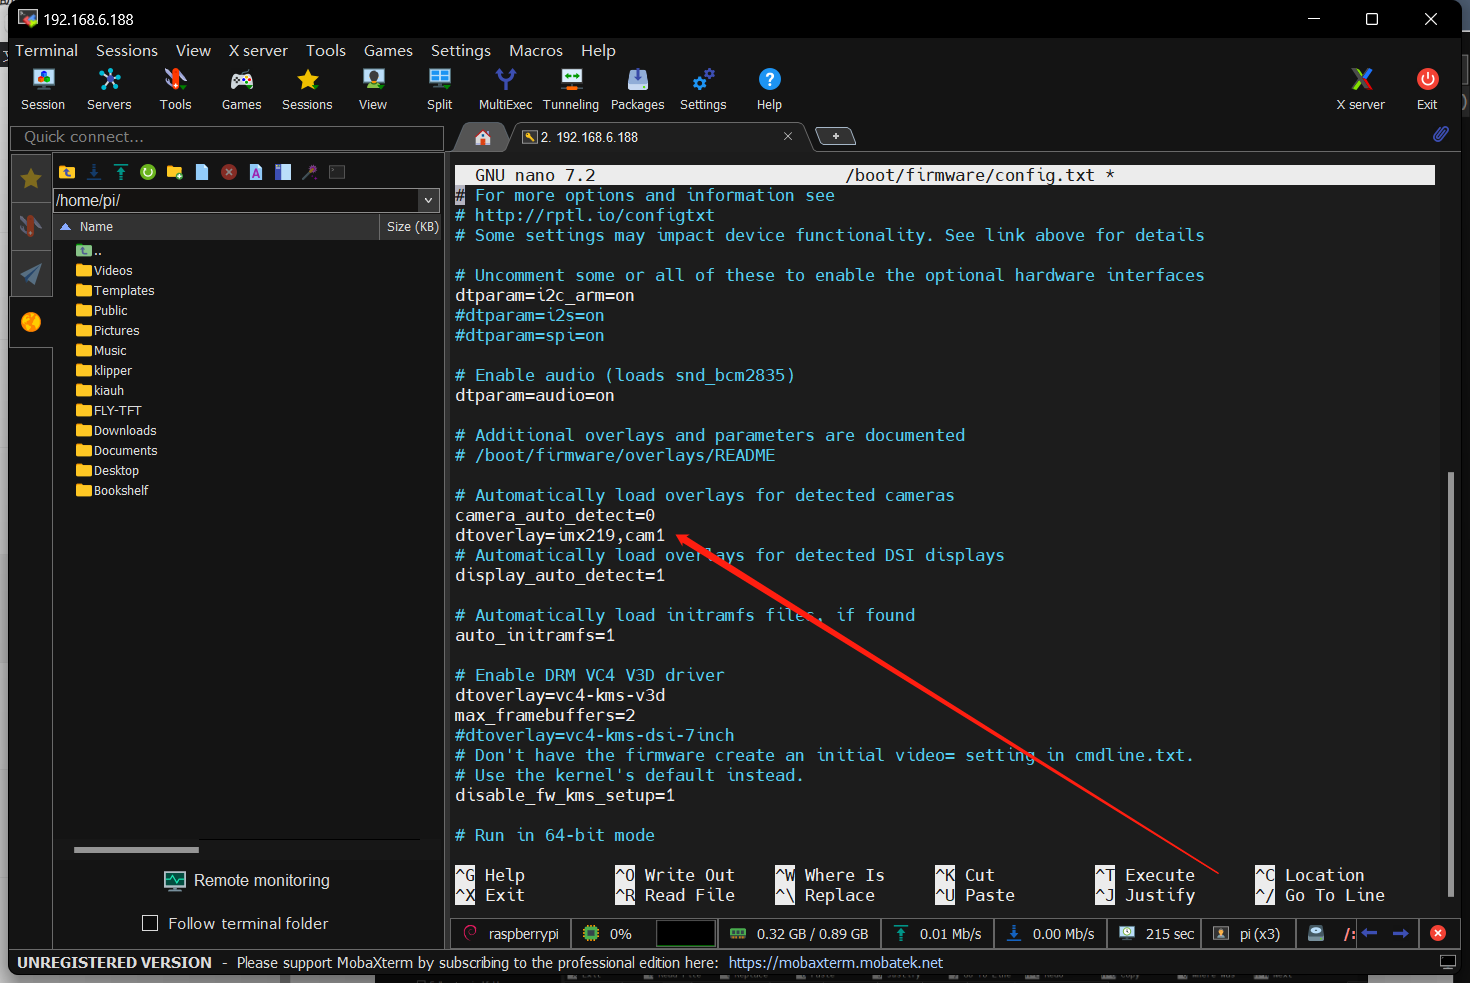 192.168.6.188
Terminal Sessions View X server Tools Games Settings Macros Help
Session Servers Tools Games Sessions View Split MultiExec Tunneling Packages Settings Help X server Exit
Quick connect...
2. 192.168.6.188
/home/pi/
Name Size (KB)
..
Videos
Templates
Public
Pictures
Music
klipper
kiauh
FLY-TFT
Downloads
Documents
Desktop
Bookshelf
Remote monitoring
Follow terminal folder
GNU nano 7.2 /boot/firmware/config.txt *
# For more options and information see
# http://rptl.io/configtxt
# Some settings may impact device functionality. See link above for details
# Uncomment some or all of these to enable the optional hardware interfaces
dtparam=i2c_arm=on
#dtparam=i2s=on
#dtparam=spi=on
# Enable audio (loads snd_bcm2835)
dtparam=audio=on
# Additional overlays and parameters are documented
# /boot/firmware/overlays/README
# Automatically load overlays for detected cameras
camera_auto_detect=0
dtoverlay=imx219,cam1
# Automatically load overlays for detected DSI displays
display_auto_detect=1
# Automatically load initramfs files, if found
auto_initramfs=1
# Enable DRM VC4 V3D driver
dtoverlay=vc4-kms-v3d
max_framebuffers=2
#dtoverlay=vc4-kms-dsi-7inch
# Don't have the firmware create an initial video= setting in cmdline.txt.
# Use the kernel's default instead.
disable_fw_kms_setup=1
# Run in 64-bit mode
^G Help ^O Write Out ^W Where Is ^K Cut ^T Execute ^C Location
^X Exit ^R Read File ^\ Replace ^U Paste ^J Justify ^/ Go To Line
raspberrypi 0% 0.32 GB / 0.89 GB 0.01 Mb/s 0.00 Mb/s 215 sec pi (x3) /:
UNREGISTERED VERSION - Please support MobaXterm by subscribing to the professional edition here: https://mobaxterm.mobatek.net